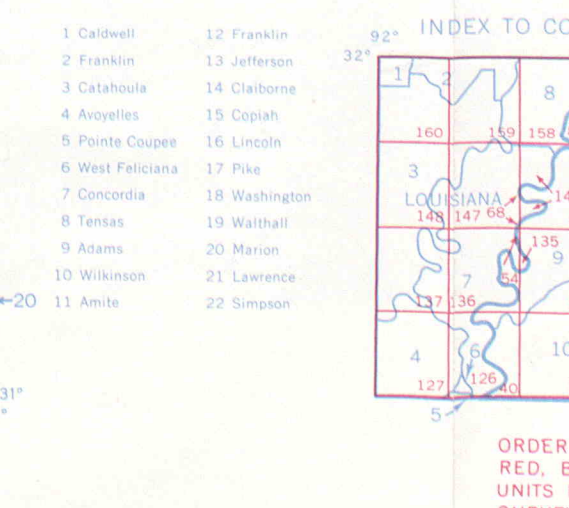 INDEX TO CO
92°
32°
1 Caldwell
2 Franklin
3 Catahoula
4 Avoyelles
5 Pointe Coupee
6 West Feliciana
7 Concordia
8 Tensas
9 Adams
10 Wilkinson
11 Amite
12 Franklin
13 Jefferson
14 Claiborne
15 Copiah
16 Lincoln
17 Pike
18 Washington
19 Walthall
20 Marion
21 Lawrence
22 Simpson
←20
31°
°
1 2 8
160 159 158
3
LOUISIANA 14
148 147 68
135
9
7 54
137 136
4 6 10
127 126 40
5
ORDER
RED, B
UNITS